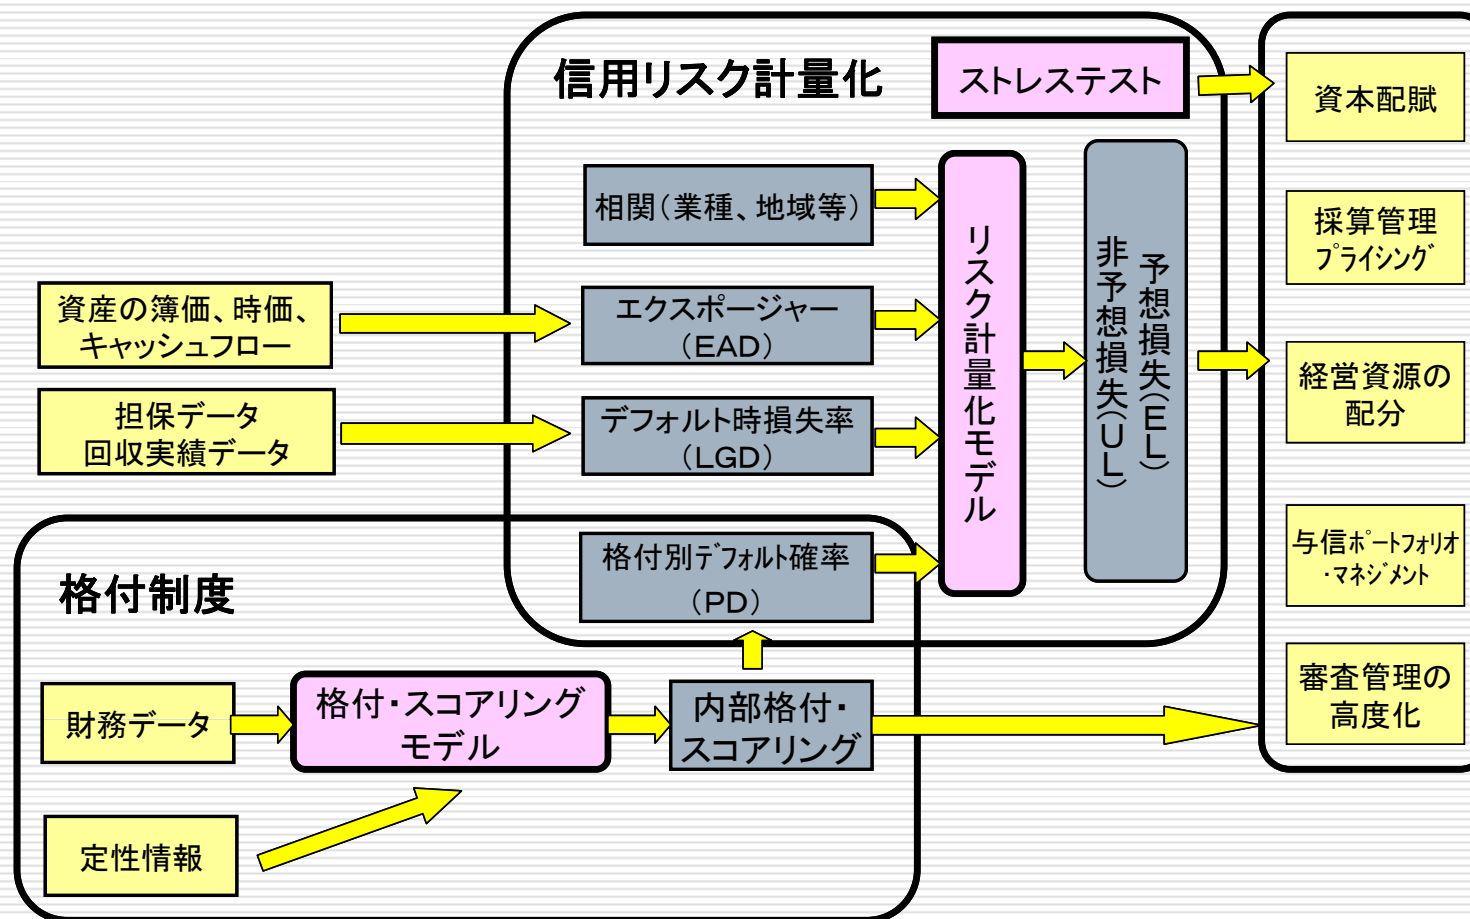 信用リスク計量化
ストレステスト
相関(業種、地域等)
資産の簿価、時価、
キャッシュフロー
エクスポージャー
(EAD)
担保データ
回収実績データ
デフォルト時損失率
(LGD)
格付別デフォルト確率
(PD)
リスク計量化モデル
予想損失(EL)
非予想損失(UL)
格付制度
財務データ
格付・スコアリング
モデル
内部格付・
スコアリング
定性情報
資本配賦
採算管理
プライシング
経営資源の
配分
与信ポートフォリオ
・マネジメント
審査管理の
高度化